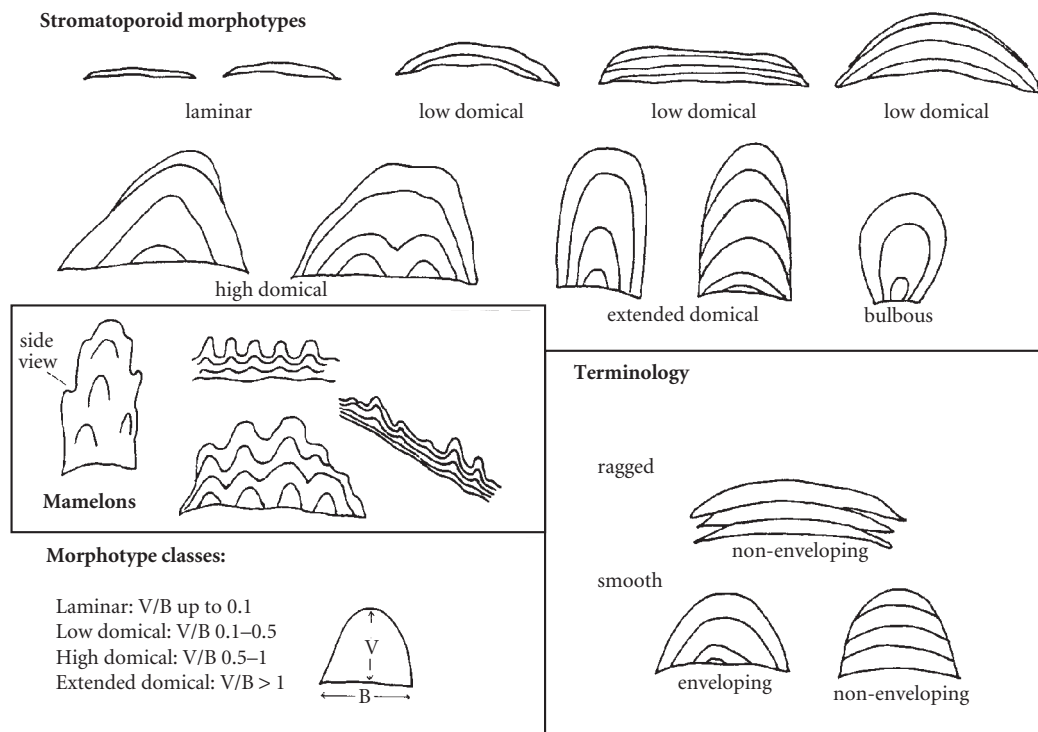 Stromatoporoid morphotypes
laminar
low domical
low domical
low domical
high domical
extended domical
bulbous
side
view
Mamelons
Terminology
ragged
non-enveloping
smooth
enveloping
non-enveloping
Morphotype classes:
Laminar: V/B up to 0.1
Low domical: V/B 0.1–0.5
High domical: V/B 0.5–1
Extended domical: V/B > 1
V
B